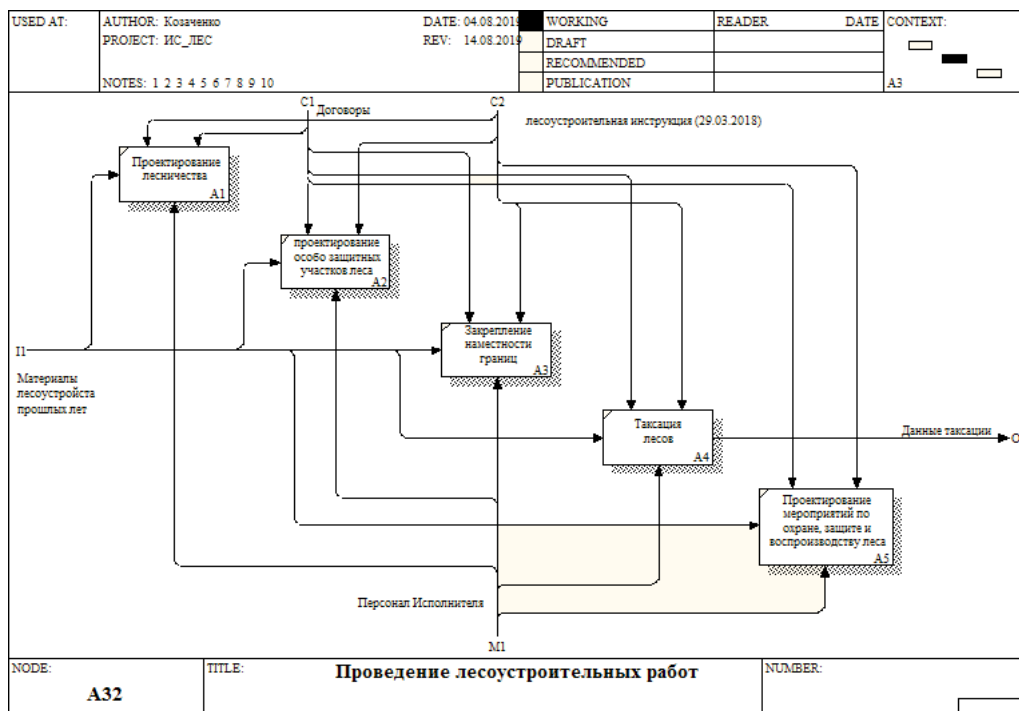 USED AT:
AUTHOR: Козаченко
DATE: 04.08.2019
WORKING
READER
DATE
CONTEXT:
PROJECT: ИС_ЛЕС
REV: 14.08.2019
DRAFT
RECOMMENDED
NOTES: 1 2 3 4 5 6 7 8 9 10
PUBLICATION
A3
C1
Договоры
C2
лесоустроительная инструкция (29.03.2018)
Проектирование
лесничества
A1
проектирование
особо защитных
участков леса
A2
Закрепление
наместности
границ
A3
I1
Материалы
лесоустройста
прошлых лет
Таксация
лесов
A4
Данные таксации
Проектирование
мероприятий по
охране, защите и
воспроизводству леса
A5
Персонал Исполнителя
M1
NODE:
A32
TITLE:
Проведение лесоустроительных работ
NUMBER: